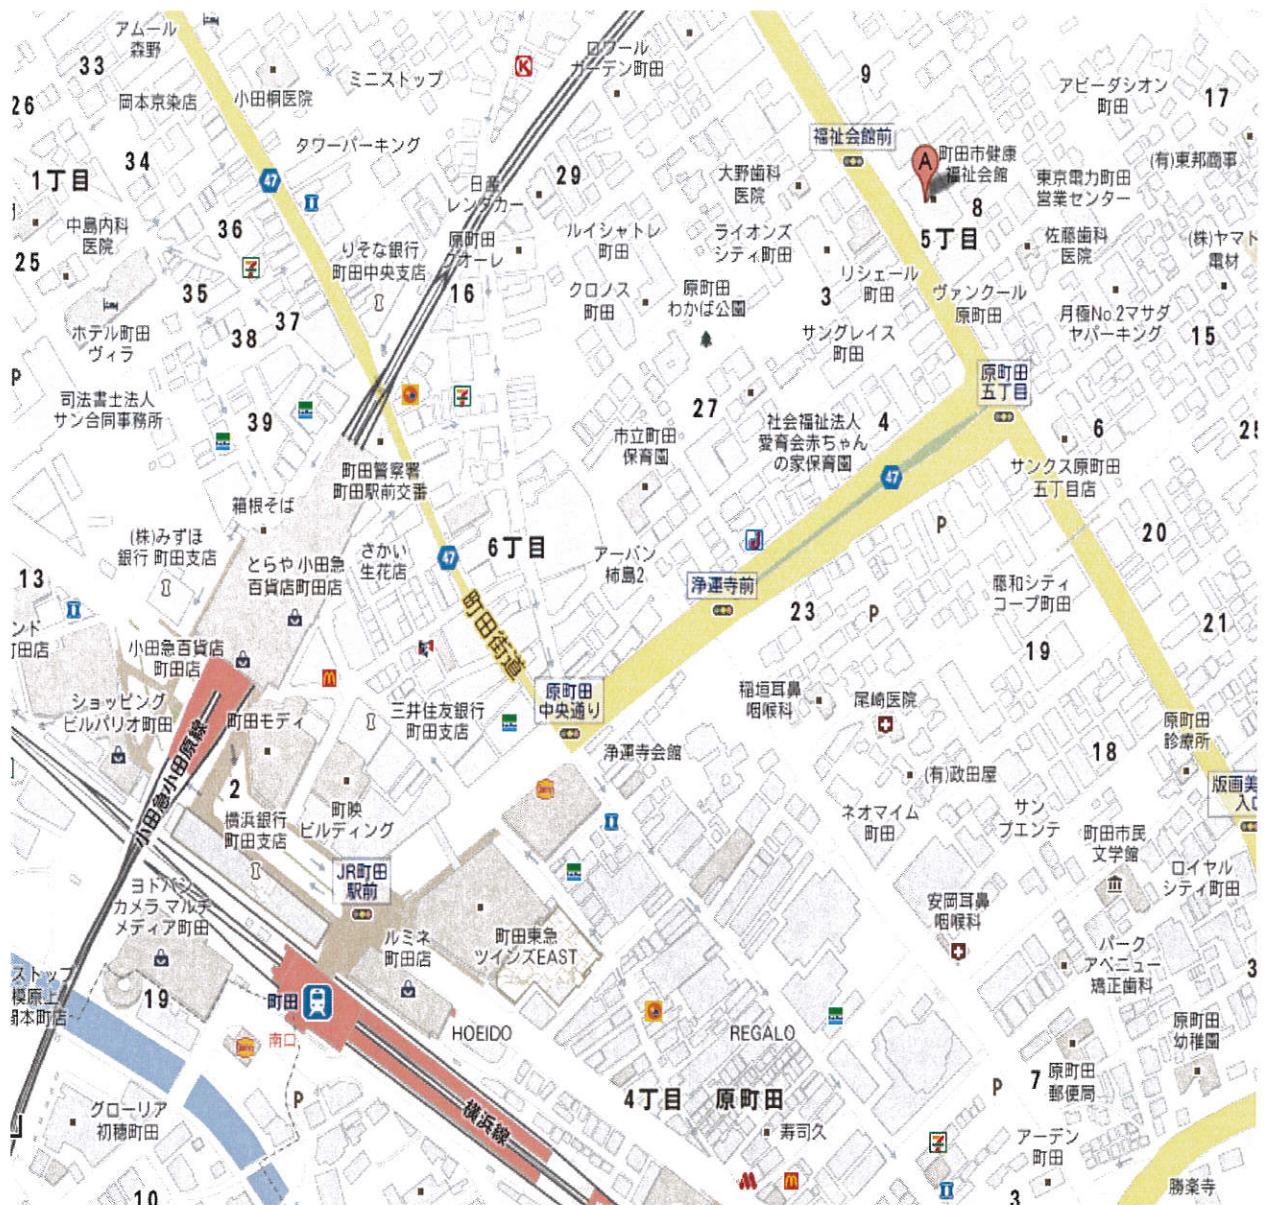 アムール
森野
33
ミニストップ
ロワール
ガーデン町田
9
アビーダシオン
町田
17
26
岡本京染店
小田桐医院
K
福祉会館前
34
タワーパーキング
A
町田市健康
福祉会館
(有)東邦商事
1丁目
47
日産
レンタカー
29
大野歯科
医院
東京電力町田
営業センター
8
中島内科
医院
36
りそな銀行
町田中央支店
原町田
クオーレ
ルイシャトレ
町田
ライオンズ
シティ町田
5丁目
佐藤歯科
医院
(株)ヤマト
電材
25
7
35
16
クロノス
町田
原町田
わかば公園
3
リシェール
町田
ヴァンクール
原町田
月極No.2マサダ
ヤパーキング
15
ホテル町田
ヴィラ
38
37
サングレイス
町田
P
原町田
五丁目
司法書士法人
サン合同事務所
39
7
27
社会福祉法人
愛育会赤ちゃん
の家保育園
4
6
市立町田
保育園
町田警察署
町田駅前交番
47
サンクス原町田
五丁目店
箱根そば
(株)みずほ
銀行 町田支店
とらや 小田急
百貨店町田店
さかい
生花店
6丁目
アーバン
柿島2
P
20
13
47
浄運寺前
藤和シティ
コープ町田
23
P
町田街道
21
ンド
町田店
小田急百貨店
町田店
19
ショッピング
ビルパリオ町田
町田モディ
三井住友銀行
町田支店
原町田
中央通り
稲垣耳鼻
咽喉科
尾崎医院
原町田
診療所
小田急小田原線
浄運寺会館
18
(有)政田屋
2
横浜銀行
町田支店
町映
ビルディング
ネオマイム
町田
サン
プエンテ
版画美
入口
町田市民
文学館
JR町田
駅前
ロイヤル
シティ町田
ヨドバシ
カメラ マルチ
メディア町田
安岡耳鼻
咽喉科
ルミネ
町田店
町田東急
ツインズEAST
パーク
アベニュー
矯正歯科
ストップ
模原上
19
町田
南口
HOEIDO
REGALO
原町田
幼稚園
P
4丁目
原町田
P
7
原町田
郵便局
グローリア
初穂町田
横浜線
寿司久
7
アーデン
町田
10
3
勝楽寺